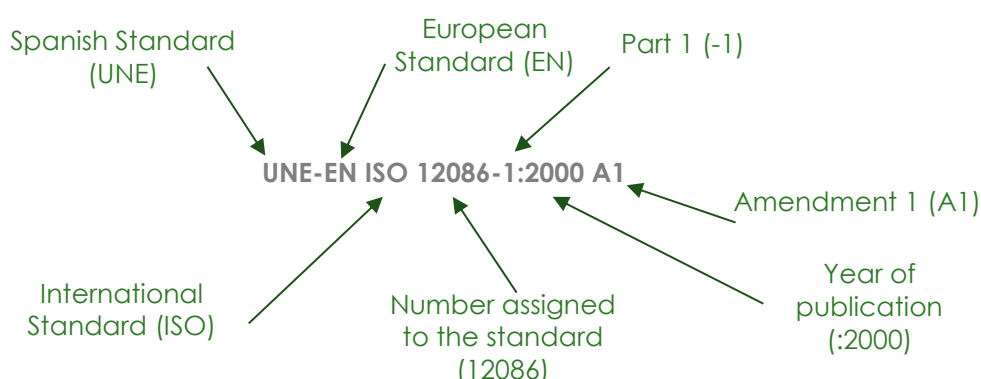 Spanish Standard
(UNE)
European
Standard (EN)
Part 1 (-1)
UNE-EN ISO 12086-1:2000 A1
Amendment 1 (A1)
International
Standard (ISO)
Number assigned
to the standard
(12086)
Year of
publication
(:2000)